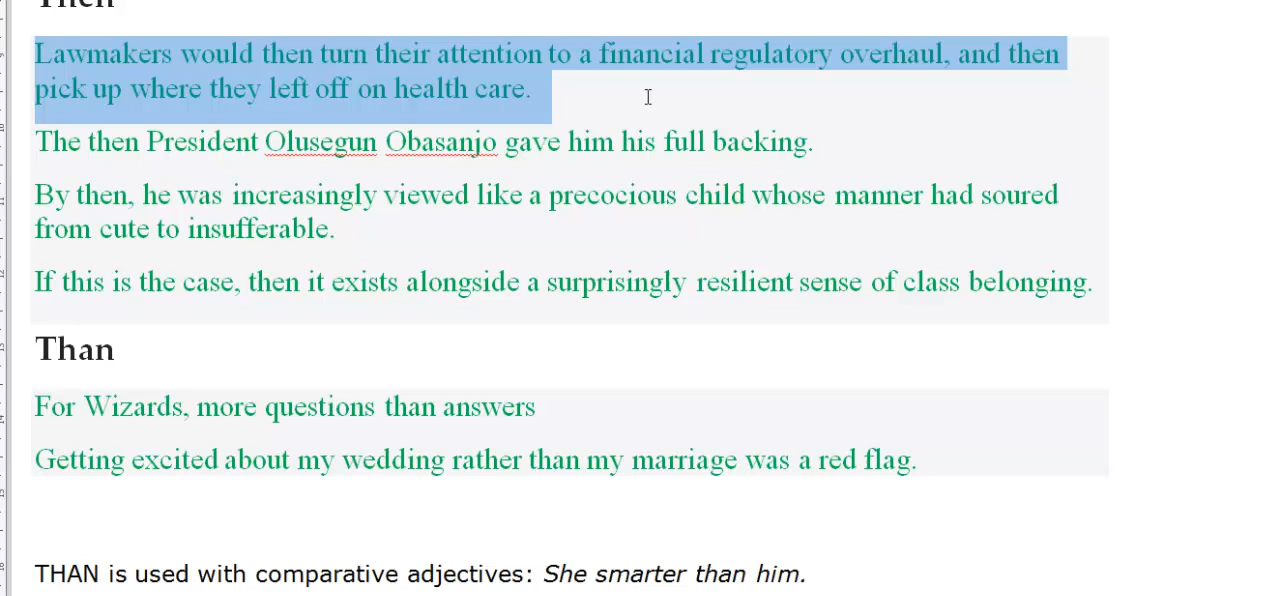 Then
Lawmakers would then turn their attention to a financial regulatory overhaul, and then
pick up where they left off on health care.
The then President Olusegun Obasanjo gave him his full backing.
By then, he was increasingly viewed like a precocious child whose manner had soured
from cute to insufferable.
If this is the case, then it exists alongside a surprisingly resilient sense of class belonging.
Than
For Wizards, more questions than answers
Getting excited about my wedding rather than my marriage was a red flag.
THAN is used with comparative adjectives: She smarter than him.